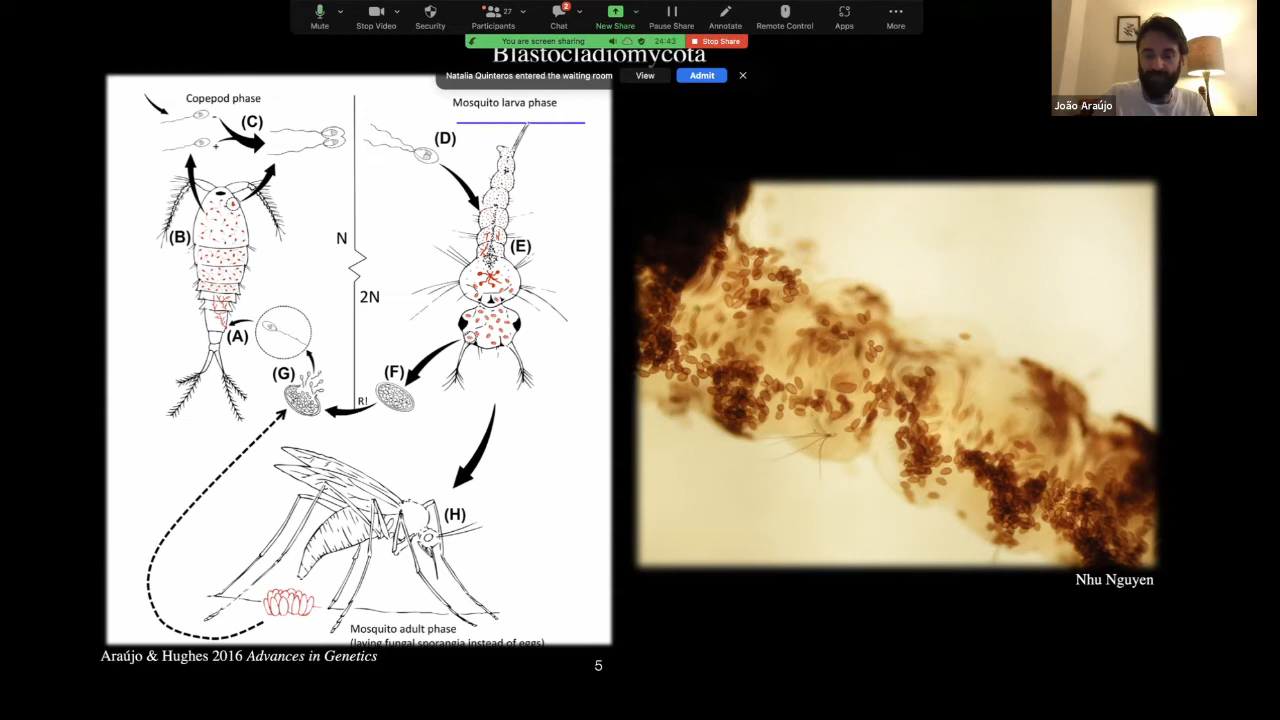 Mute
Stop Video
Security
Participants
27
Chat
2
New Share
Pause Share
Annotate
Remote Control
Apps
More
You are screen sharing
24:43
Stop Share
Blastocladiomycota
Natalia Quinteros entered the waiting room
View
Admit
João Araújo
Copepod phase
Mosquito larva phase
(C)
-
+
(D)
(B)
N
(E)
2N
(A)
(G)
(F)
R!
(H)
Mosquito adult phase
(laying fungal sporangia instead of eggs)
Nhu Nguyen
Araújo & Hughes 2016 Advances in Genetics
5